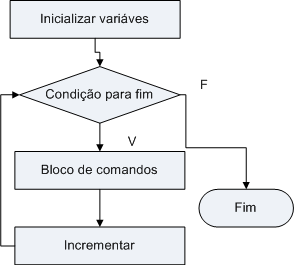 Inicializar variáves
Condição para fim
F
V
Bloco de comandos
Fim
Incrementar